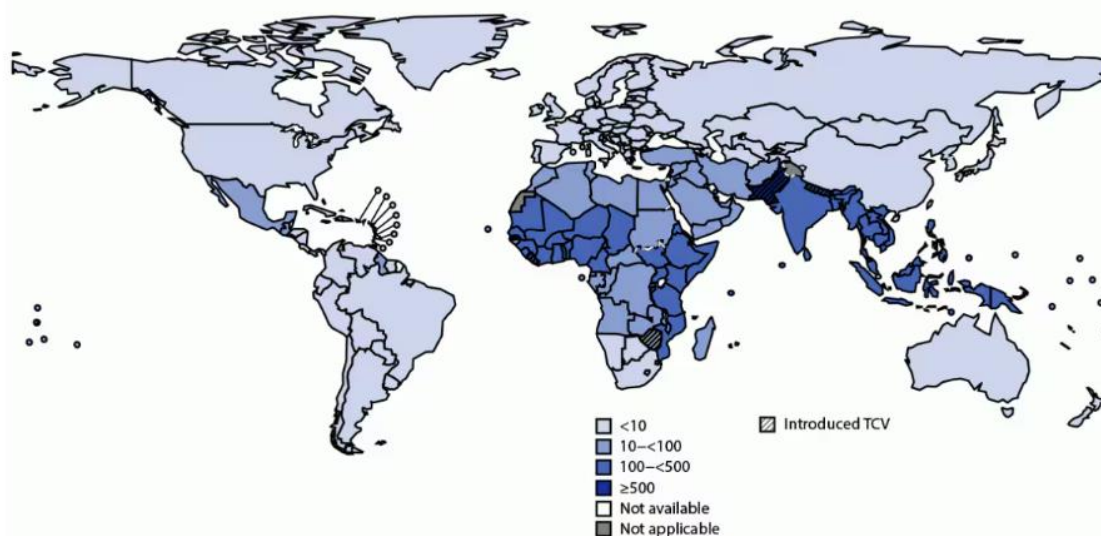 <10
10–<100
100–<500
≥500
Not available
Not applicable
Introduced TCV